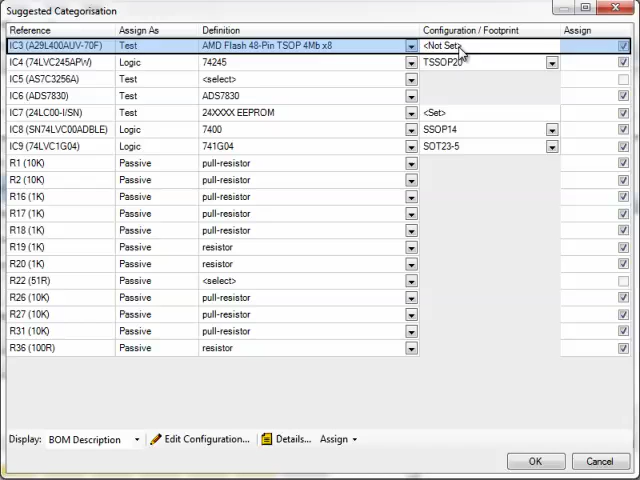 Suggested Categorisation
Reference Assign As Definition Configuration / Footprint Assign
IC3 (A29L400AUV-70F) Test AMD Flash 48-Pin TSOP 4Mb x8 <Not Set>
IC4 (74LVC245APW) Logic 74245 TSSOP20
IC5 (AS7C3256A) Test <select>
IC6 (ADS7830) Test ADS7830
IC7 (24LC00-I/SN) Test 24XXXX EEPROM <Set>
IC8 (SN74LVC00ADBLE) Logic 7400 SSOP14
IC9 (74LVC1G04) Logic 741G04 SOT23-5
R1 (10K) Passive pull-resistor
R2 (10K) Passive pull-resistor
R16 (1K) Passive pull-resistor
R17 (1K) Passive pull-resistor
R18 (1K) Passive pull-resistor
R19 (1K) Passive resistor
R20 (1K) Passive resistor
R22 (51R) Passive <select>
R26 (10K) Passive pull-resistor
R27 (10K) Passive pull-resistor
R31 (10K) Passive pull-resistor
R36 (100R) Passive resistor
Display: BOM Description Edit Configuration... Details... Assign
OK Cancel